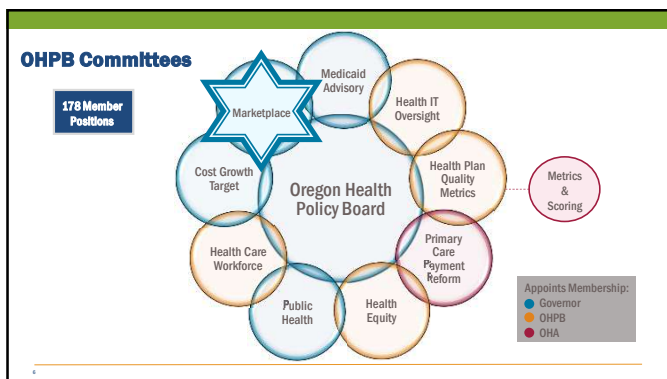 OHPB Committees
178 Member
Positions
Medicaid
Advisory
Marketplace
Health IT
Oversight
Cost Growth
Target
Oregon Health
Policy Board
Health Plan
Quality
Metrics
Metrics
&
Scoring
Health Care
Workforce
Primary
Care
Payment
Reform
Public
Health
Health
Equity
Appoints Membership:
Governor
OHPB
OHA